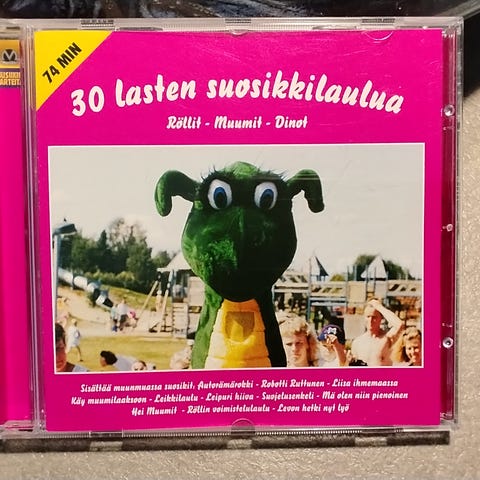 74 MIN
30 lasten suosikkilaulua
Röllit - Muumit - Dinot
Sisältää muunmuassa suosikit, Autorämärokki - Robotti Ruttunen - Liisa ihmemaassa
Käy muumilaaksoon - Leikkilaulu - Leipuri hiiva - Suojelusenkeli - Mä olen niin pienoinen
Hei Muumit - Röllin voimistelulaulu - Levon hetki nyt lyö